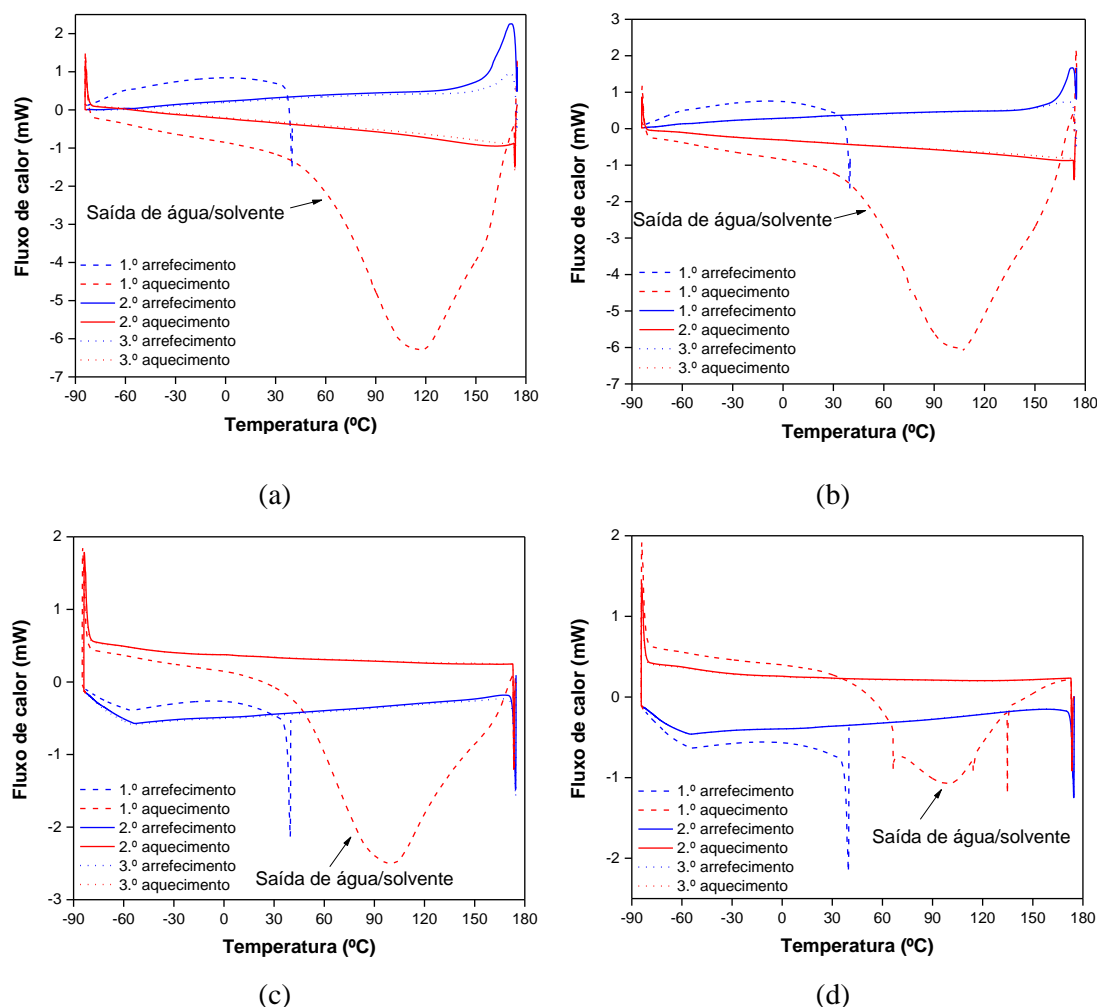 2
1
0
-1
-2
-3
-4
-5
-6
-7
Fluxo de calor (mW)
Saída de água/solvente
1.º arrefecimento
1.º aquecimento
2.º arrefecimento
2.º aquecimento
3.º arrefecimento
3.º aquecimento
-90 -60 -30 0 30 60 90 120 150 180
Temperatura (ºC)
(a)
3
2
1
0
-1
-2
-3
-4
-5
-6
-7
Fluxo de calor (mW)
Saída de água/solvente
1.º arrefecimento
1.º aquecimento
1.º arrefecimento
2.º aquecimento
3.º arrefecimento
3.º aquecimento
-90 -60 -30 0 30 60 90 120 150 180
Temperatura (ºC)
(b)
2
1
0
-1
-2
-3
Fluxo de calor (mW)
1.º arrefecimento
1.º aquecimento
2.º arrefecimento
2.º aquecimento
3.º arrefecimento
3.º aquecimento
Saída de água/solvente
-90 -60 -30 0 30 60 90 120 150 180
Temperatura (ºC)
(c)
2
1
0
-1
-2
Fluxo de calor (mW)
1.º arrefecimento
1.º aquecimento
2.º arrefecimento
2.º aquecimento
3.º arrefecimento
3.º aquecimento
Saída de água/solvente
-90 -60 -30 0 30 60 90 120 150 180
Temperatura (ºC)
(d)